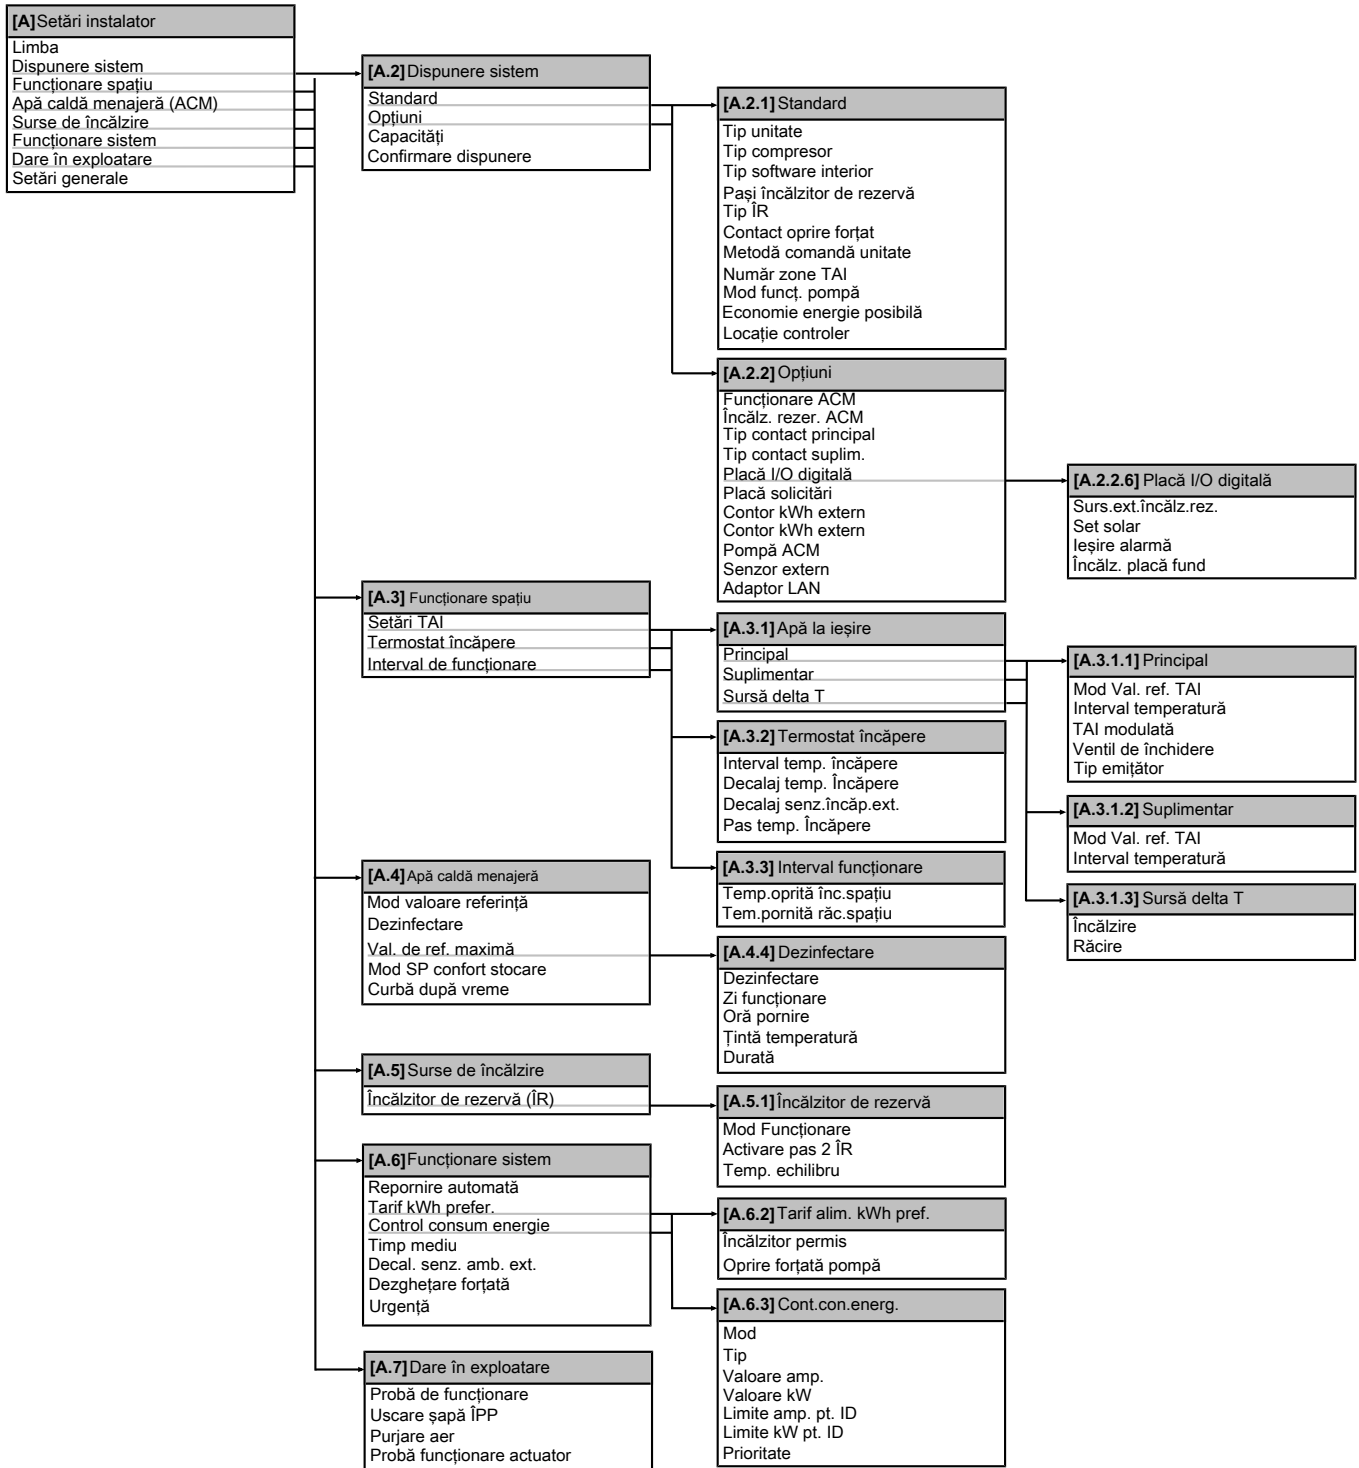 [A]Setări instalator
Limba
Dispunere sistem
Funcționare spațiu
Apă caldă menajeră (ACM)
Surse de încălzire
Funcționare sistem
Dare în exploatare
Setări generale
[A.2]Dispunere sistem
Standard
Opțiuni
Capacități
Confirmare dispunere
[A.2.1] Standard
Tip unitate
Tip compresor
Tip software interior
Pași încălzitor de rezervă
Tip ÎR
Contact oprire forțat
Metodă comandă unitate
Număr zone TAI
Mod funcț. pompă
Economie energie posibilă
Locație controler
[A.2.2] Opțiuni
Funcționare ACM
Încălz. rezer. ACM
Tip contact principal
Tip contact suplim.
Placă I/O digitală
Placă solicitări
Contor kWh extern
Contor kWh extern
Pompă ACM
Senzor extern
Adaptor LAN
[A.2.2.6] Placă I/O digitală
Surs.ext.încălz.rez.
Set solar
Ieșire alarmă
Încălz. placă fund
[A.3] Funcționare spațiu
Setări TAI
Termostat încăpere
Interval de funcționare
[A.3.1]Apă la ieșire
Principal
Suplimentar
Sursă delta T
[A.3.1.1] Principal
Mod Val. ref. TAI
Interval temperatură
TAI modulată
Ventil de închidere
Tip emițător
[A.3.2]Termostat încăpere
Interval temp. încăpere
Decalaj temp. Încăpere
Decalaj senz.încăp.ext.
Pas temp. Încăpere
[A.3.1.2] Suplimentar
Mod Val. ref. TAI
Interval temperatură
[A.3.3] Interval funcționare
Temp.oprită înc.spațiu
Tem.pornită răc.spațiu
[A.3.1.3] Sursă delta T
Încălzire
Răcire
[A.4]Apă caldă menajeră
Mod valoare referință
Dezinfectare
Val. de ref. maximă
Mod SP confort stocare
Curbă după vreme
[A.4.4] Dezinfectare
Dezinfectare
Zi funcționare
Oră pornire
Țintă temperatură
Durată
[A.5]Surse de încălzire
Încălzitor de rezervă (ÎR)
[A.5.1]Încălzitor de rezervă
Mod Funcționare
Activare pas 2 ÎR
Temp. echilibru
[A.6]Funcționare sistem
Repornire automată
Tarif kWh prefer.
Control consum energie
Timp mediu
Decal. senz. amb. ext.
Dezghețare forțată
Urgență
[A.6.2]Tarif alim. kWh pref.
Încălzitor permis
Oprire forțată pompă
[A.6.3]Cont.con.energ.
Mod
Tip
Valoare amp.
Valoare kW
Limite amp. pt. ID
Limite kW pt. ID
Prioritate
[A.7]Dare în exploatare
Probă de funcționare
Uscare șapă ÎPP
Purjare aer
Probă funcționare actuator